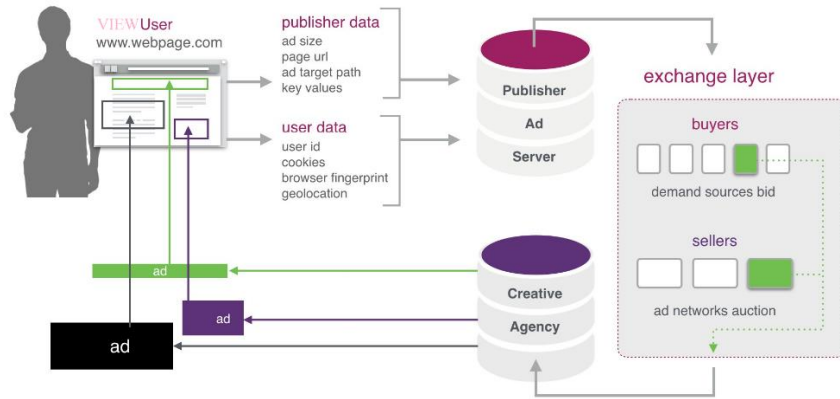 VIEWUser
www.webpage.com
publisher data
ad size
page url
ad target path
key values
user data
user id
cookies
browser fingerprint
geolocation
Publisher
Ad
Server
exchange layer
buyers
demand sources bid
sellers
ad networks auction
Creative
Agency
ad
ad
ad